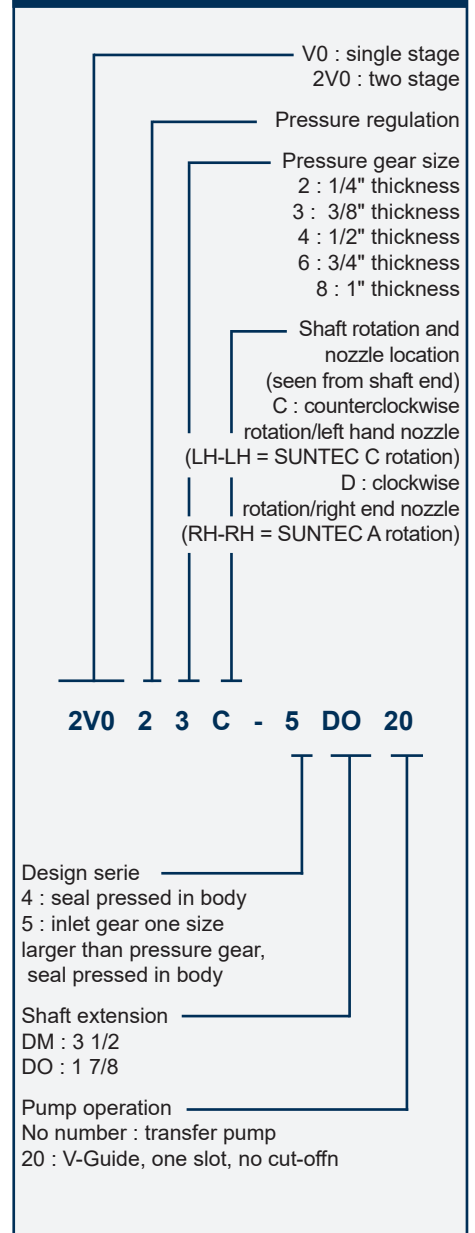 V0 : single stage
2V0 : two stage
Pressure regulation
Pressure gear size
2 : 1/4" thickness
3 : 3/8" thickness
4 : 1/2" thickness
6 : 3/4" thickness
8 : 1" thickness
Shaft rotation and
nozzle location
(seen from shaft end)
C : counterclockwise
rotation/left hand nozzle
(LH-LH = SUNTEC C rotation)
D : clockwise
rotation/right end nozzle
(RH-RH = SUNTEC A rotation)
2V0 2 3 C - 5 DO 20
Design serie
4 : seal pressed in body
5 : inlet gear one size
larger than pressure gear,
seal pressed in body
Shaft extension
DM : 3 1/2
DO : 1 7/8
Pump operation
No number : transfer pump
20 : V-Guide, one slot, no cut-offn